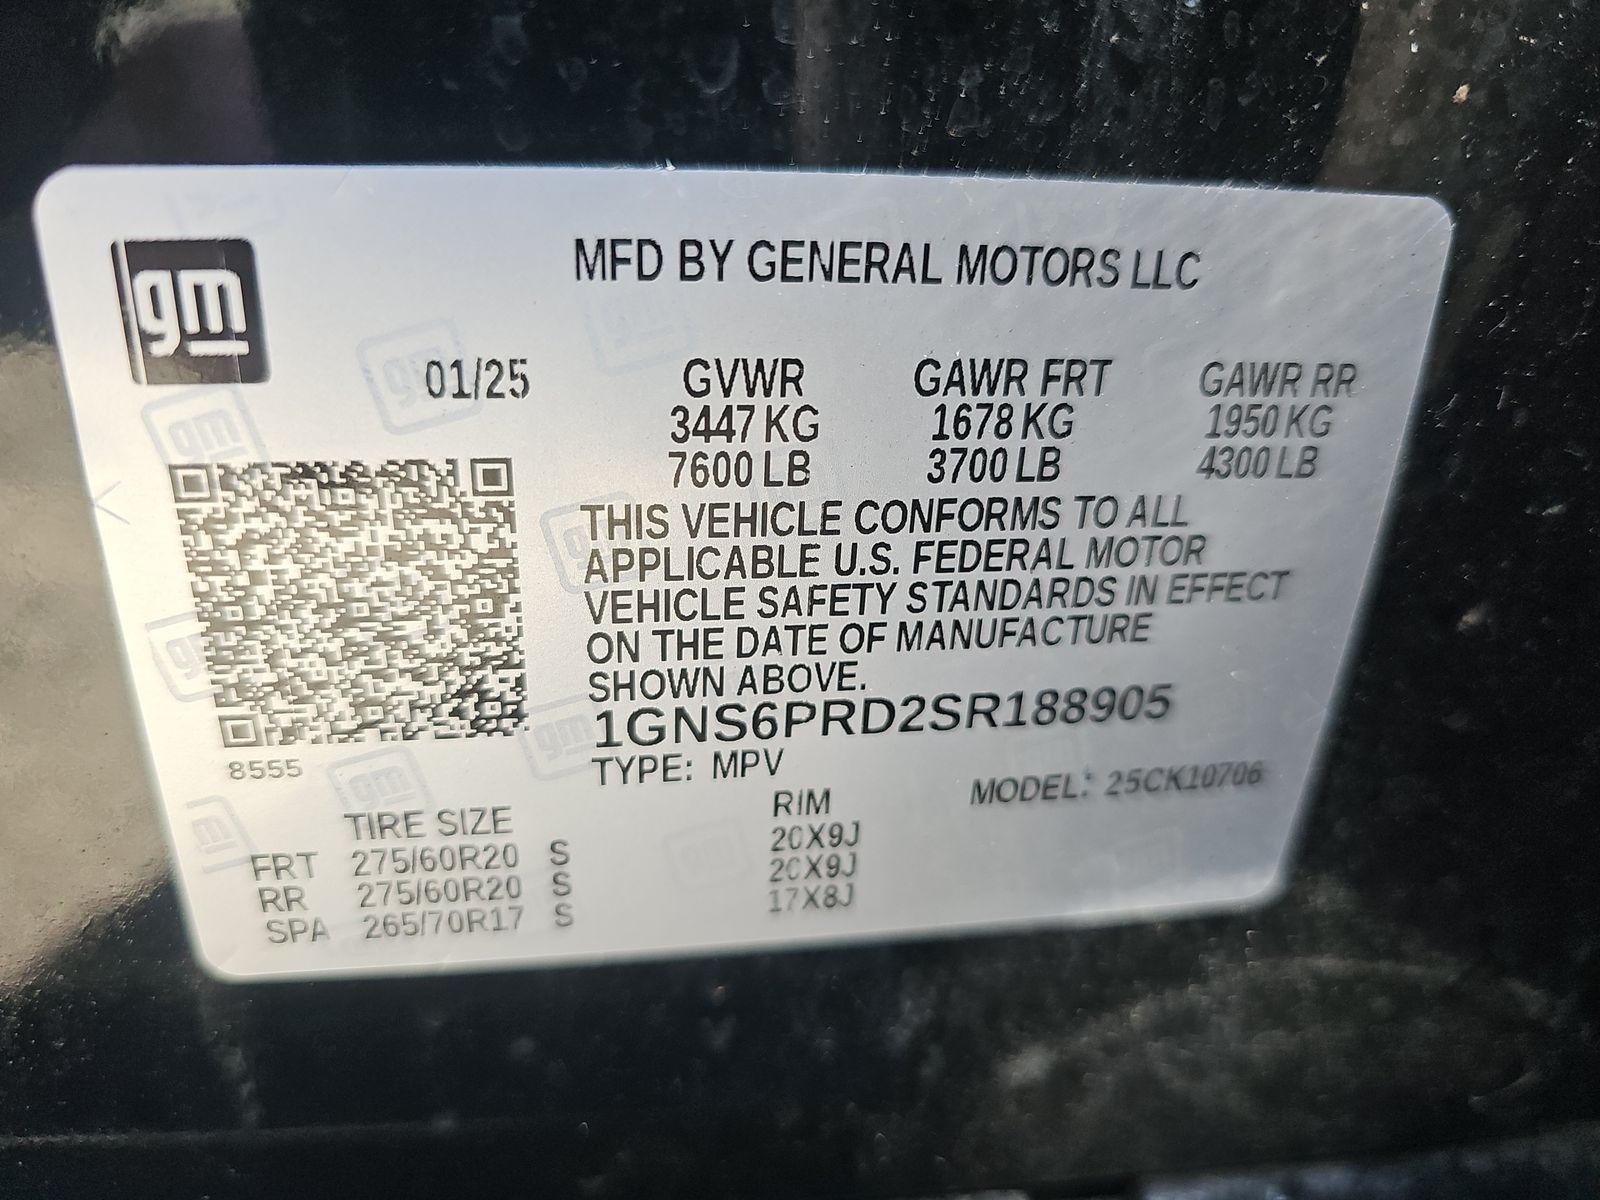 gm
MFD BY GENERAL MOTORS LLC
01/25 GVWR GAWR FRT GAWR RR
3447 KG 1678 KG 1950 KG
7600 LB 3700 LB 4300 LB
THIS VEHICLE CONFORMS TO ALL
APPLICABLE U.S. FEDERAL MOTOR
VEHICLE SAFETY STANDARDS IN EFFECT
ON THE DATE OF MANUFACTURE
SHOWN ABOVE.
1GNS6PRD2SR188905
8555
TYPE: MPV
MODEL: 25CK10706
TIRE SIZE RIM
FRT 275/60R20 S 20X9J
RR 275/60R20 S 20X9J
SPA 265/70R17 S 17X8J